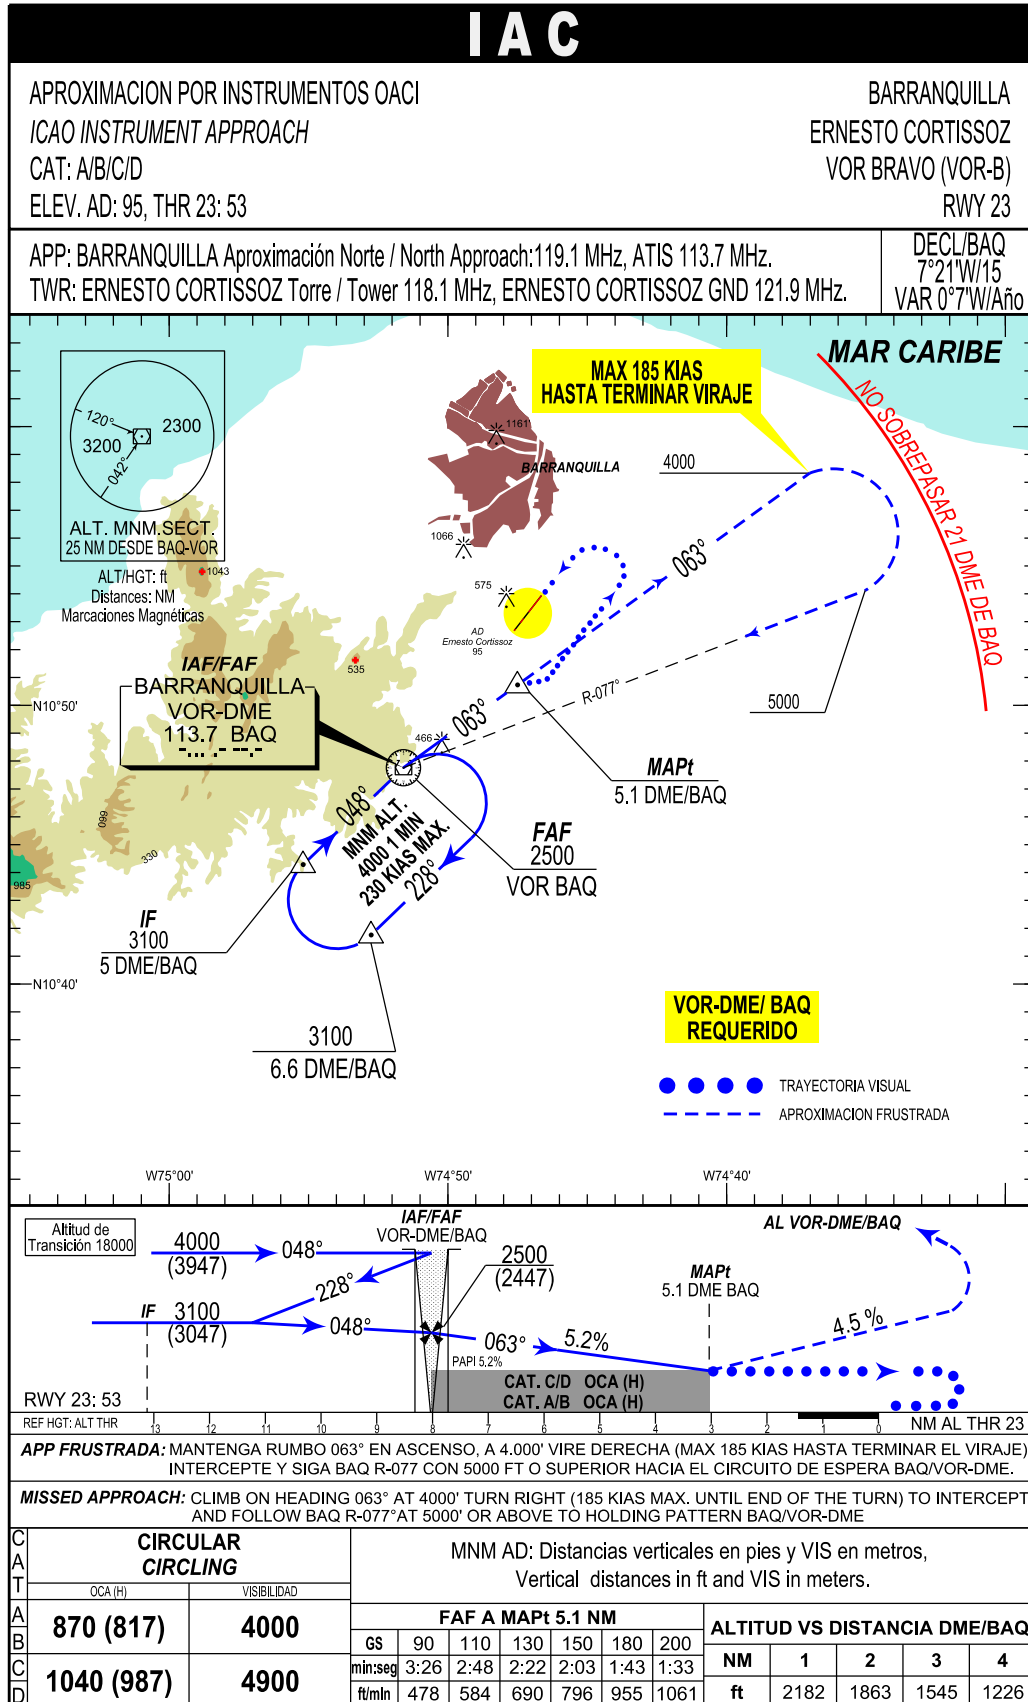 IAC
APROXIMACION POR INSTRUMENTOS OACI
ICAO INSTRUMENT APPROACH
CAT: A/B/C/D
ELEV. AD: 95, THR 23: 53
BARRANQUILLA
ERNESTO CORTISSOZ
VOR BRAVO (VOR-B)
RWY 23
APP: BARRANQUILLA Aproximación Norte / North Approach:119.1 MHz, ATIS 113.7 MHz.
TWR: ERNESTO CORTISSOZ Torre / Tower 118.1 MHz, ERNESTO CORTISSOZ GND 121.9 MHz.
DECL/BAQ
7°21'W/15
VAR 0°7'W/Año
MAR CARIBE
MAX 185 KIAS
HASTA TERMINAR VIRAJE
NO SOBREPASAR 21 DME DE BAQ
120°
2300
3200
042°
ALT. MNM.SECT.
25 NM DESDE BAQ-VOR
ALT/HGT: ft
Distances: NM
Marcaciones Magnéticas
1043
1161'
BARRANQUILLA
4000
1066
063°
575
AD
Ernesto Cortissoz
95
535
IAF/FAF
BARRANQUILLA
VOR-DME
113.7 BAQ
N10°50'
R-077°
5000
063°
466
MAPt
5.1 DME/BAQ
048°
MNM ALT.
4000 1 MIN
230 KIAS MAX.
228°
FAF
2500
VOR BAQ
660
330
985
IF
3100
5 DME/BAQ
N10°40'
3100
6.6 DME/BAQ
VOR-DME/ BAQ
REQUERIDO
TRAYECTORIA VISUAL
APROXIMACION FRUSTRADA
W75°00'
W74°50'
W74°40'
Altitud de
Transición 18000
IAF/FAF
VOR-DME/BAQ
AL VOR-DME/BAQ
4000
(3947)
048°
228°
2500
(2447)
MAPt
5.1 DME BAQ
IF
3100
(3047)
048°
063°
5.2%
4.5 %
PAPI 5.2%
CAT. C/D OCA (H)
CAT. A/B OCA (H)
RWY 23: 53
REF HGT: ALT THR
13 12 11 10 9 8 7 6 5 4 3 2 1 0
NM AL THR 23
APP FRUSTRADA: MANTENGA RUMBO 063° EN ASCENSO, A 4.000' VIRE DERECHA (MAX 185 KIAS HASTA TERMINAR EL VIRAJE)
INTERCEPTE Y SIGA BAQ R-077 CON 5000 FT O SUPERIOR HACIA EL CIRCUITO DE ESPERA BAQ/VOR-DME.
MISSED APPROACH: CLIMB ON HEADING 063° AT 4000' TURN RIGHT (185 KIAS MAX. UNTIL END OF THE TURN) TO INTERCEPT
AND FOLLOW BAQ R-077°AT 5000' OR ABOVE TO HOLDING PATTERN BAQ/VOR-DME
CAT
CIRCULAR
CIRCLING
OCA (H) VISIBILIDAD
A
B
870 (817) 4000
C
D
1040 (987) 4900
MNM AD: Distancias verticales en pies y VIS en metros,
Vertical distances in ft and VIS in meters.
FAF A MAPt 5.1 NM
GS 90 110 130 150 180 200
min:seg 3:26 2:48 2:22 2:03 1:43 1:33
ft/mln 478 584 690 796 955 1061
ALTITUD VS DISTANCIA DME/BAQ
NM 1 2 3 4
ft 2182 1863 1545 1226